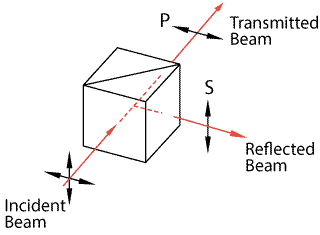 P
Transmitted
Beam
S
Reflected
Beam
Incident
Beam